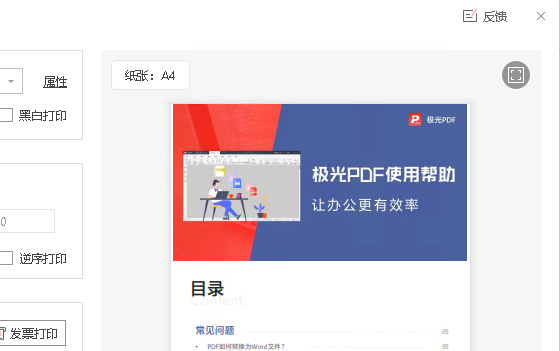 反馈
属性
黑白打印
0
逆序打印
发票打印
纸张：A4
极光PDF
极光PDF使用帮助
让办公更有效率
目录
常见问题 05
• PDF如何转换为Word文件？ 05